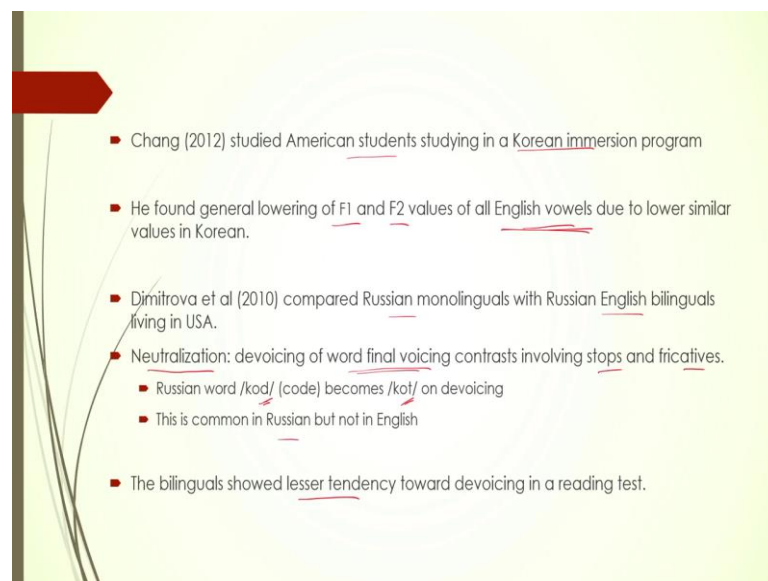 Chang (2012) studied American students studying in a Korean immersion program
He found general lowering of F1 and F2 values of all English vowels due to lower similar
values in Korean.
Dimitrova et al (2010) compared Russian monolinguals with Russian English bilinguals
living in USA.
Neutralization: devoicing of word final voicing contrasts involving stops and fricatives.
Russian word /kod/ (code) becomes /kot/ on devoicing
This is common in Russian but not in English
The bilinguals showed lesser tendency toward devoicing in a reading test.